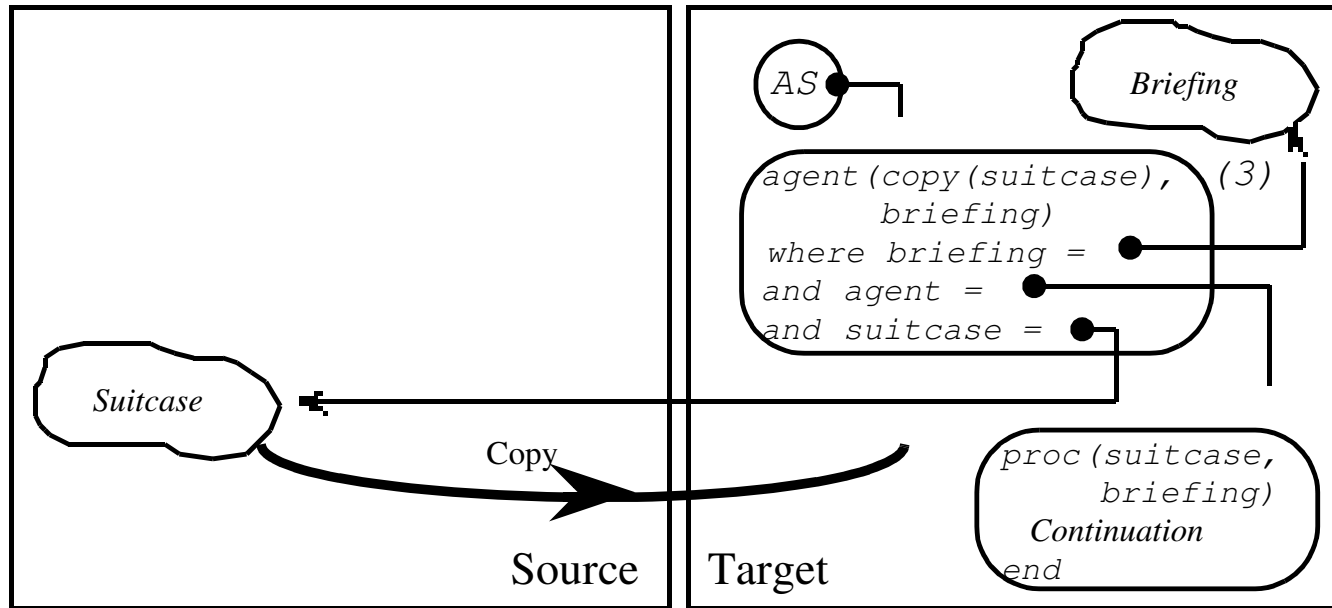 AS
Briefing
agent(copy(suitcase), (3)
briefing)
where briefing =
and agent =
and suitcase =
Suitcase
Copy
proc(suitcase,
briefing)
Continuation
end
Source
Target